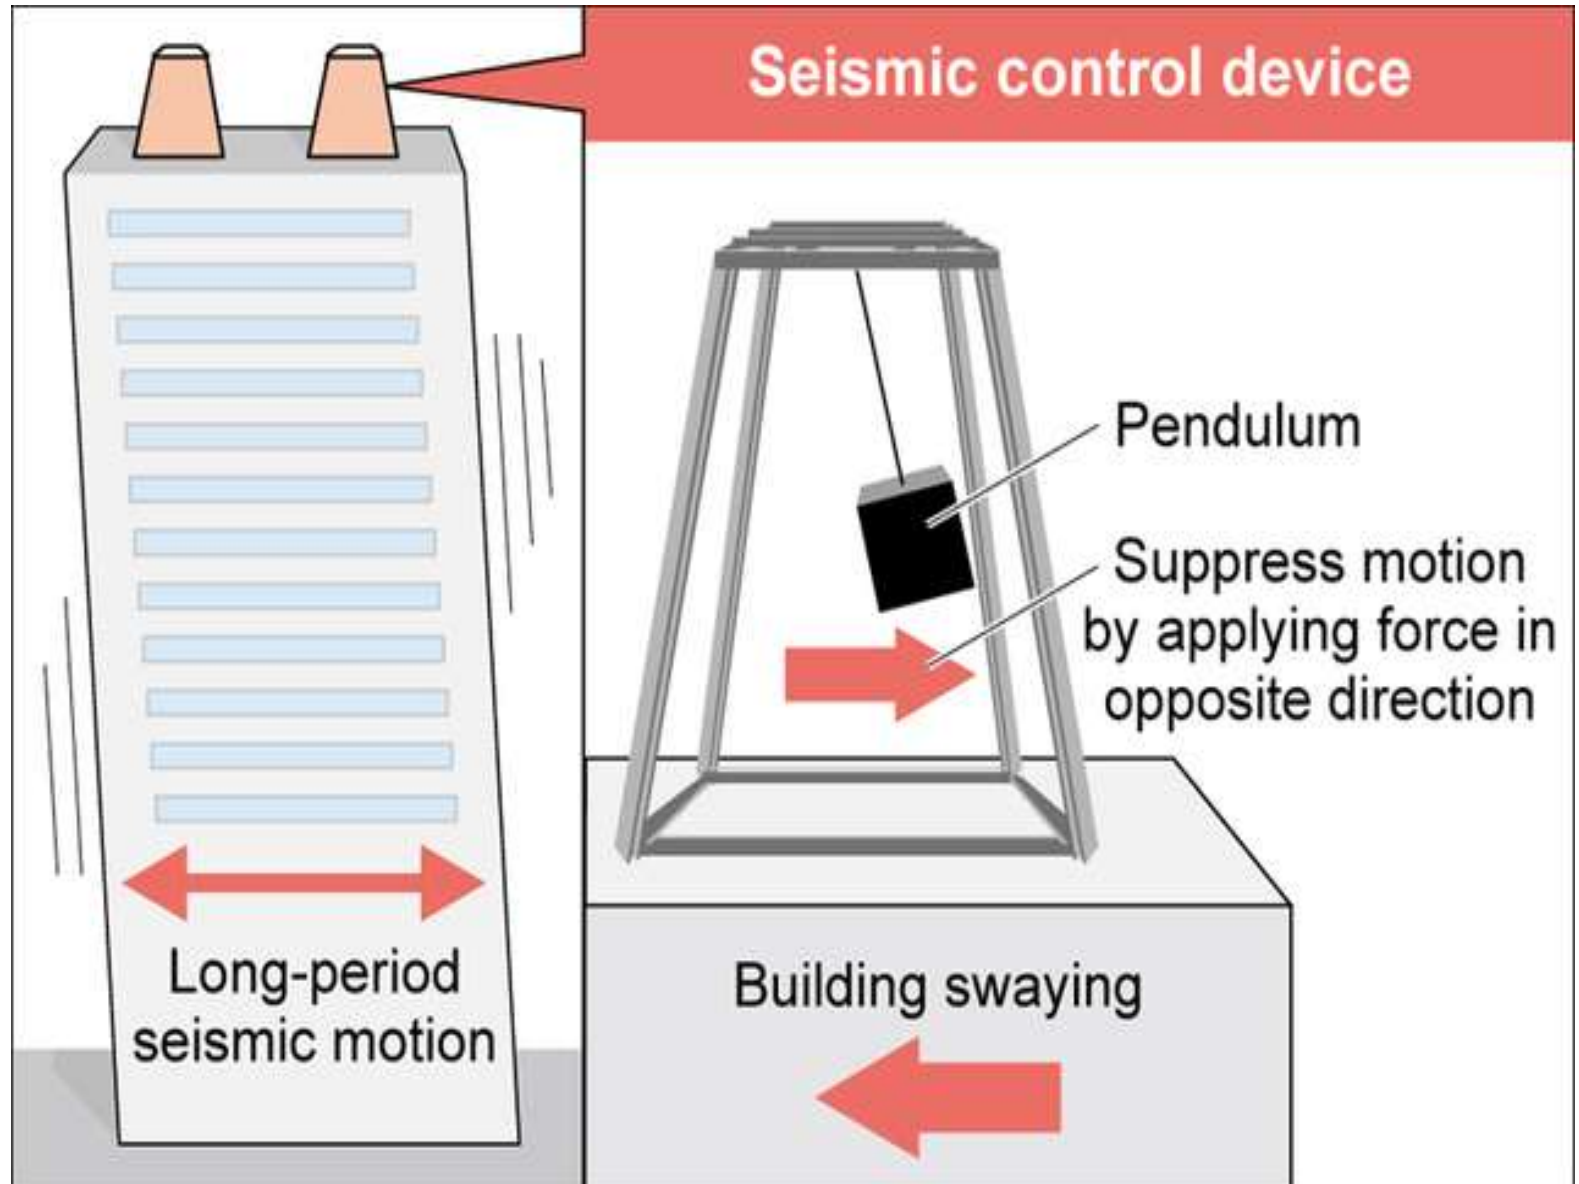 Seismic control device
Pendulum
Suppress motion
by applying force in
opposite direction
Long-period
seismic motion
Building swaying